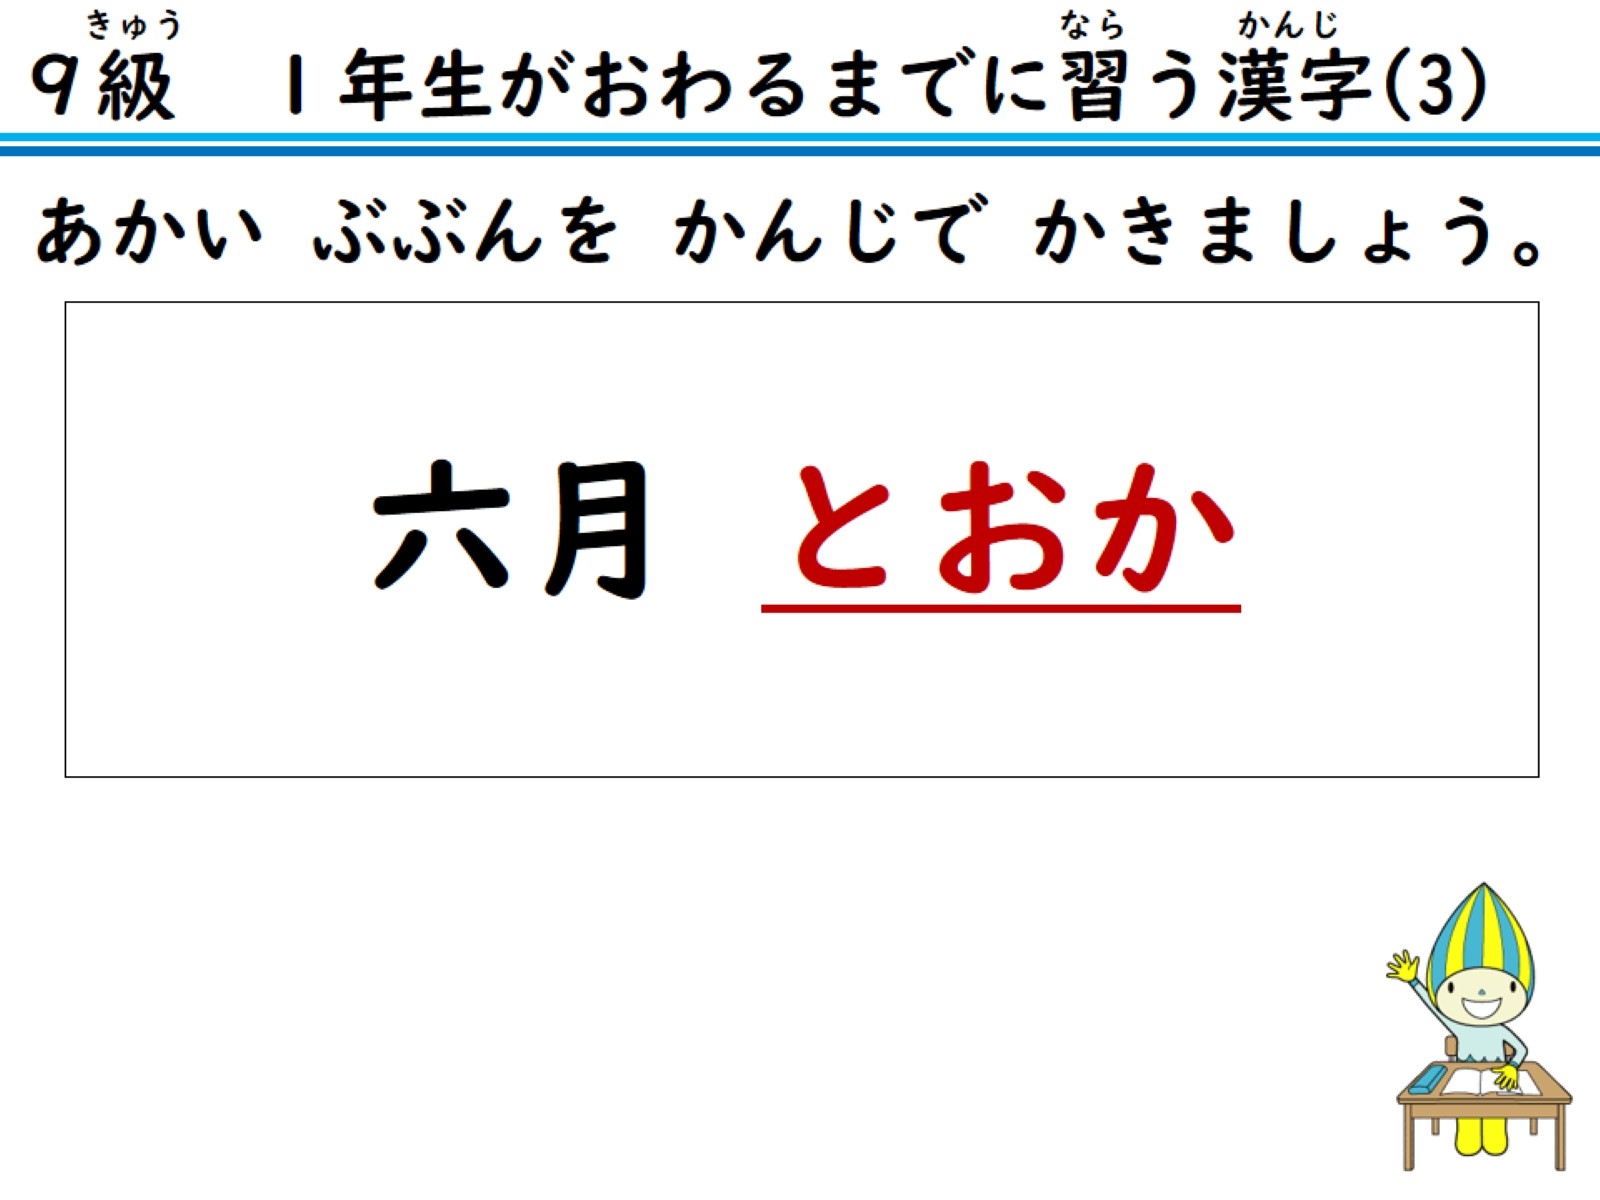 きゅう なら かんじ
9級 1年生がおわるまでに習う漢字(3)
あかい ぶぶんを かんじで かきましょう。
六月 とおか